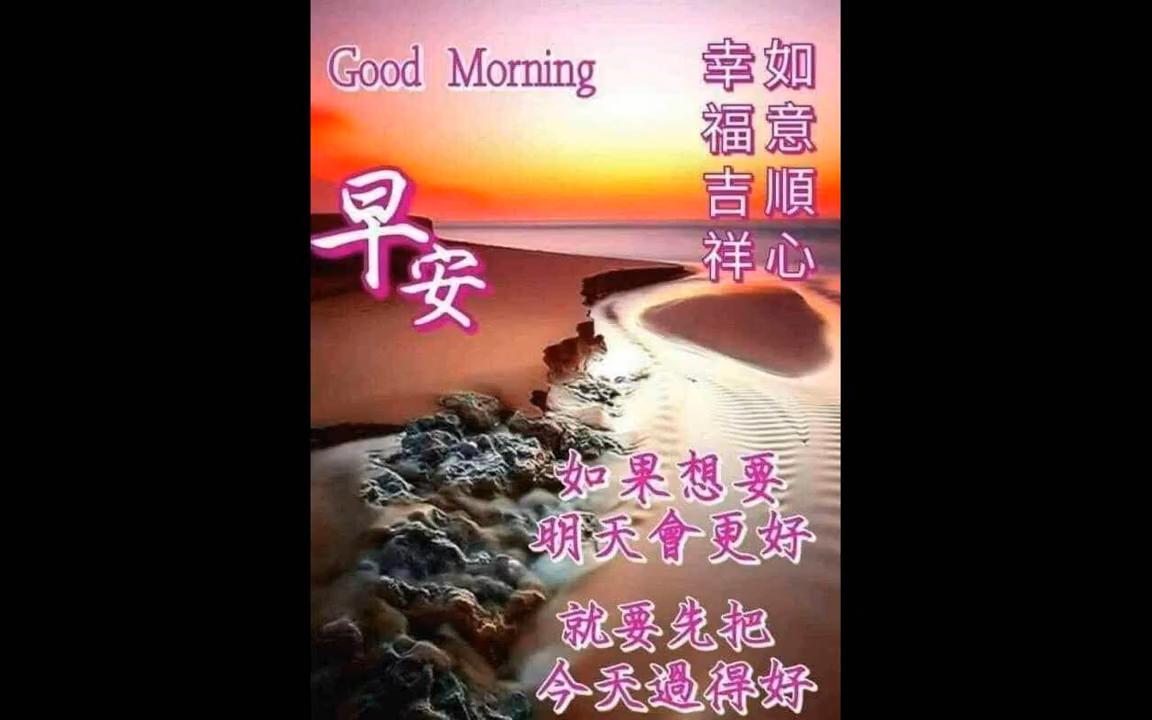 Good Morning
如意順心
幸福吉祥
早安
如果想要
明天會更好
就要先把
今天過得好